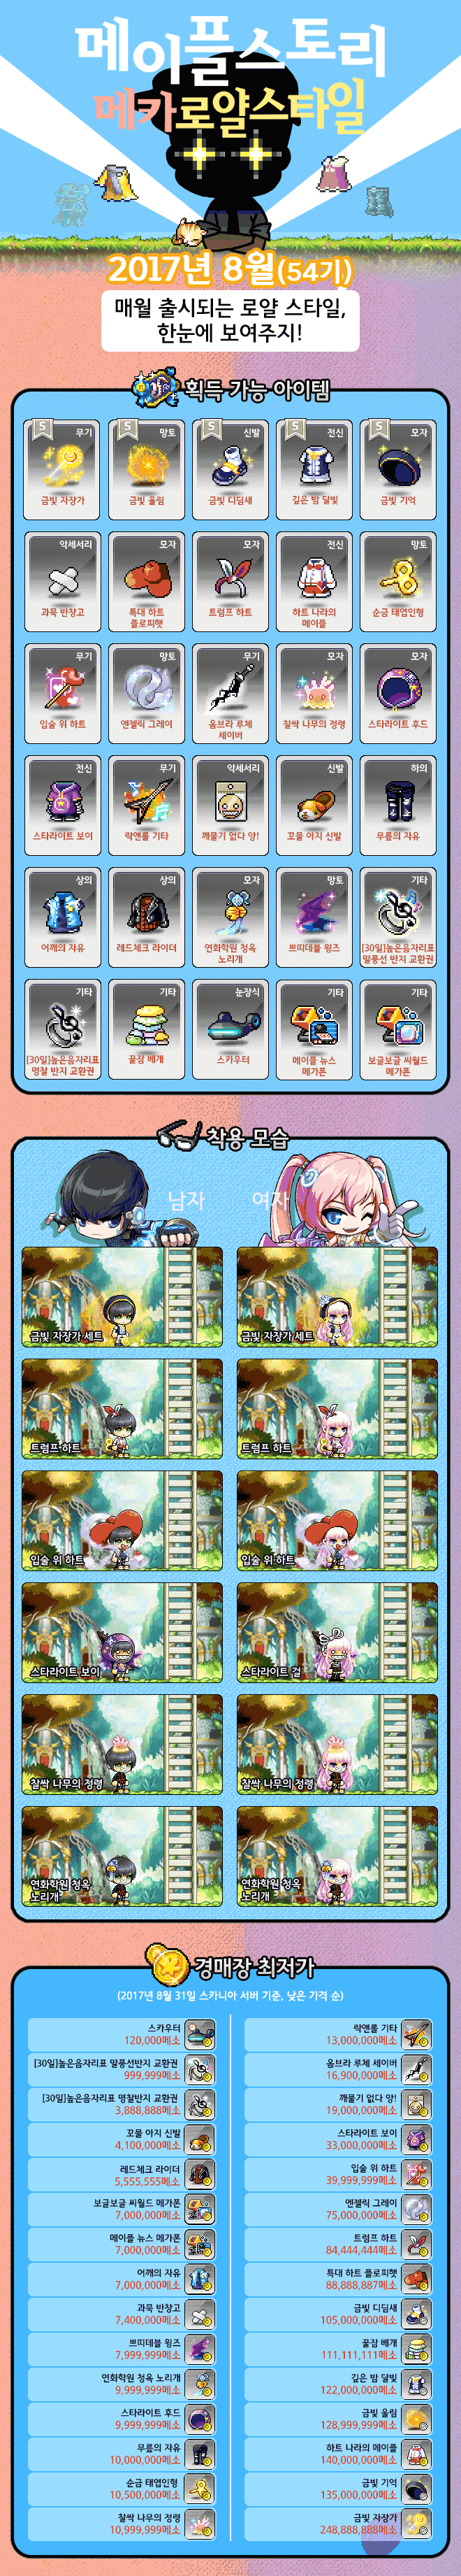 메이플스토리
메카로얄스타일
2017년 8월(54기)
매월 출시되는 로얄 스타일,
한눈에 보여주지!
획득 가능 아이템
S 무기
금빛 자장가
S 망토
금빛 울림
S 신발
금빛 디딤새
S 전신
깊은 밤 달빛
S 모자
금빛 기억
악세서리
과묵 반창고
모자
특대 하트
플로피햇
모자
트럼프 하트
전신
하트 나라의
메이플
망토
순금 태엽인형
무기
입술 위 하트
망토
엔젤릭 그레이
무기
움브라 루체
세이버
모자
찰싹 나무의 정령
모자
스타라이트 후드
전신
스타라이트 보이
무기
락앤롤 기타
악세서리
깨물기 없다 앙!
신발
꼬물 아지 신발
하의
무릎의 자유
상의
어깨의 자유
상의
레드체크 라이더
모자
연화학원 청옥
노리개
망토
쁘띠데블 윙즈
기타
[30일]높은음자리표
말풍선 반지 교환권
기타
[30일]높은음자리표
명찰 반지 교환권
기타
꿀잠 베개
눈장식
스카우터
기타
메이플 뉴스
메가폰
기타
보글보글 씨월드
메가폰
착용 모습
남자 여자
금빛 자장가 세트
금빛 자장가 세트
트럼프 하트
트럼프 하트
입술 위 하트
입술 위 하트
스타라이트 보이
스타라이트 걸
찰싹 나무의 정령
찰싹 나무의 정령
연화학원 청옥
노리개
연화학원 청옥
노리개
경매장 최저가
(2017년 8월 31일 스카니아 서버 기준, 낮은 가격 순)
스카우터
120,000메소
[30일]높은음자리표 말풍선반지 교환권
999,999메소
[30일]높은음자리표 명찰반지 교환권
3,888,888메소
꼬물 아지 신발
4,100,000메소
레드체크 라이더
5,555,555메소
보글보글 씨월드 메가폰
7,000,000메소
메이플 뉴스 메가폰
7,000,000메소
어깨의 자유
7,000,000메소
과묵 반창고
7,400,000메소
쁘띠데블 윙즈
7,999,999메소
연화학원 청옥 노리개
9,999,999메소
스타라이트 후드
9,999,999메소
무릎의 자유
10,000,000메소
순금 태엽인형
10,500,000메소
찰싹 나무의 정령
10,999,999메소
락앤롤 기타
13,000,000메소
움브라 루체 세이버
16,900,000메소
깨물기 없다 앙!
19,000,000메소
스타라이트 보이
33,000,000메소
입술 위 하트
39,999,999메소
엔젤릭 그레이
75,000,000메소
트럼프 하트
84,444,444메소
특대 하트 플로피햇
88,888,887메소
금빛 디딤새
105,000,000메소
꿀잠 베개
111,111,111메소
깊은 밤 달빛
122,000,000메소
금빛 울림
128,999,999메소
하트 나라의 메이플
140,000,000메소
금빛 기억
135,000,000메소
금빛 자장가
248,888,888메소